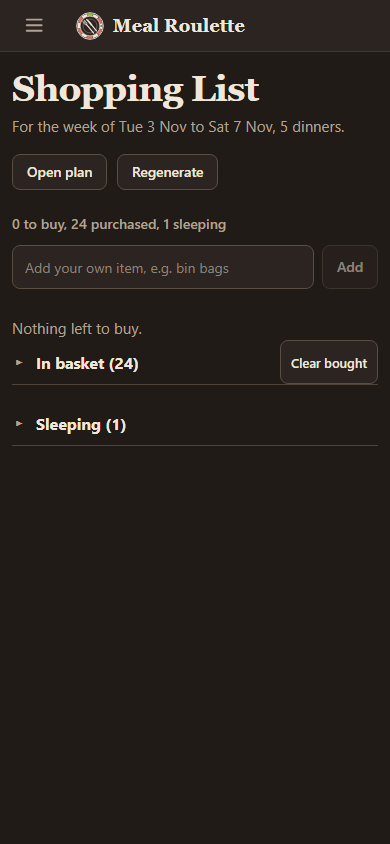 Meal Roulette
Shopping List
For the week of Tue 3 Nov to Sat 7 Nov, 5 dinners.
Open plan
Regenerate
0 to buy, 24 purchased, 1 sleeping
Add your own item, e.g. bin bags
Add
Nothing left to buy.
In basket (24)
Clear bought
Sleeping (1)